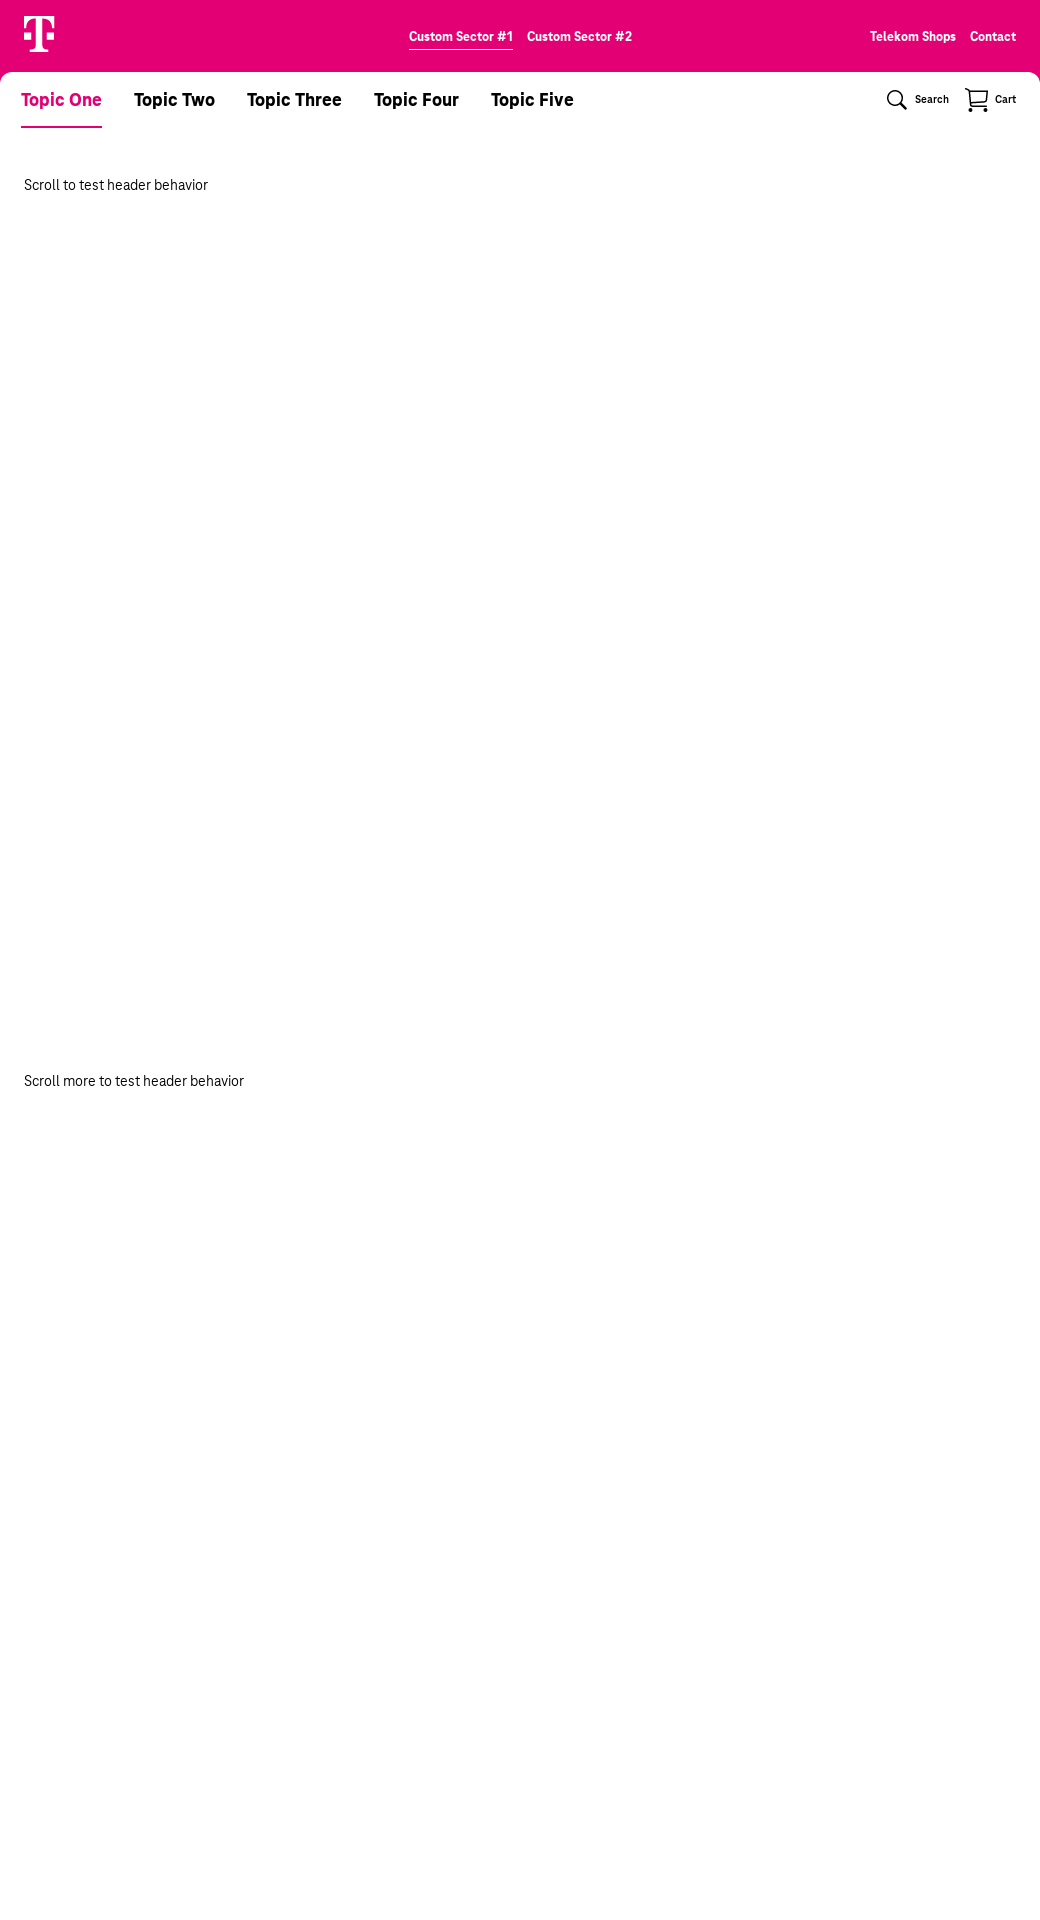 T
Custom Sector #1 Custom Sector #2 Telekom Shops Contact
Topic One Topic Two Topic Three Topic Four Topic Five Search Cart
Scroll to test header behavior
Scroll more to test header behavior